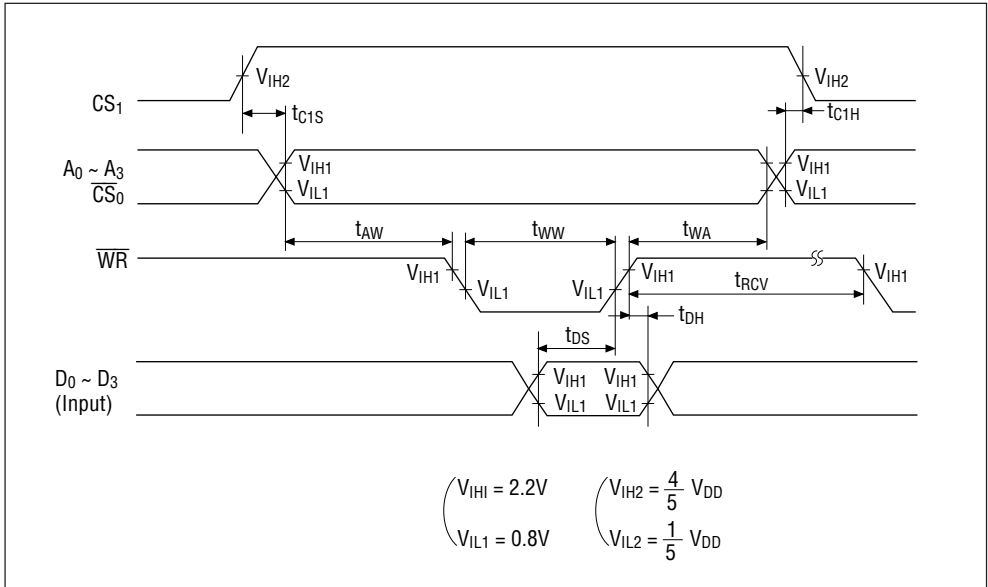 CS1
VIH2
VIH2
tC1S
tC1H
A0 ~ A3
CS0
VIH1
VIL1
VIH1
VIL1
tAW
tWW
tWA
WR
VIH1
VIL1
VIL1
VIH1
VIH1
tRCV
tDH
tDS
D0 ~ D3
(Input)
VIH1
VIH1
VIL1
VIL1
VIHI = 2.2V
VIH2 = 4/5 VDD
VIL1 = 0.8V
VIL2 = 1/5 VDD